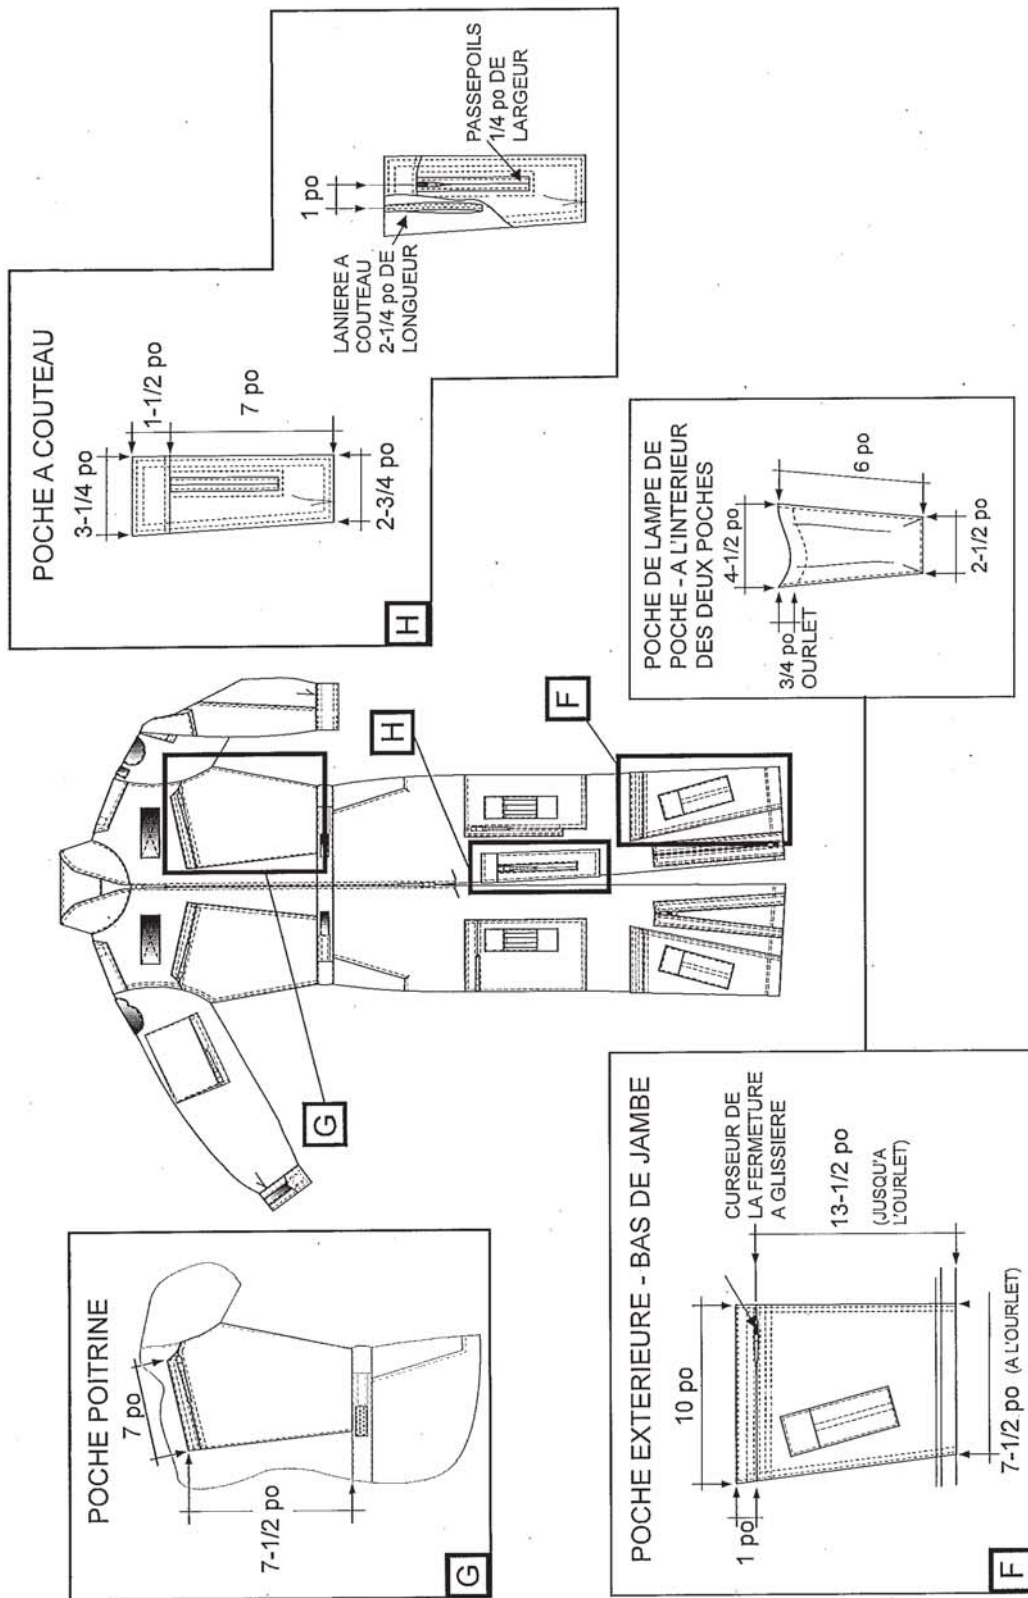 POCHE POITRINE
7 po
7-1/2 po
G
G
H
F
POCHE A COUTEAU
3-1/4 po
1-1/2 po
7 po
2-3/4 po
LANIERE A
COUTEAU
2-1/4 po DE
LONGUEUR
1 po
PASSEPOILS
1/4 po DE
LARGEUR
H
POCHE EXTERIEURE - BAS DE JAMBE
10 po
1 po
CURSEUR DE
LA FERMETURE
A GLISSIERE
13-1/2 po
(JUSQU'A
L'OURLET)
7-1/2 po (A L'OURLET)
F
POCHE DE LAMPE DE
POCHE - A L'INTERIEUR
DES DEUX POCHES
4-1/2 po
3/4 po
OURLET
6 po
2-1/2 po